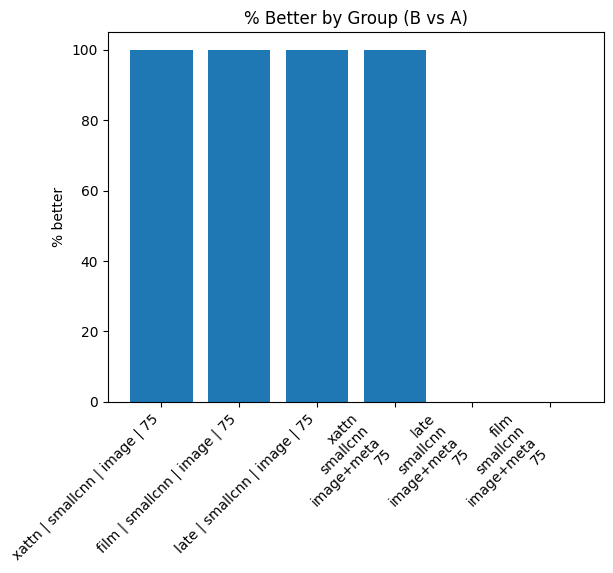 % Better by Group (B vs A)
% better
100
80
60
40
20
0
xattn | smallcnn | image | 75
film | smallcnn | image | 75
late | smallcnn | image | 75
xattn
smallcnn
image+meta
75
late
smallcnn
image+meta
75
film
smallcnn
image+meta
75